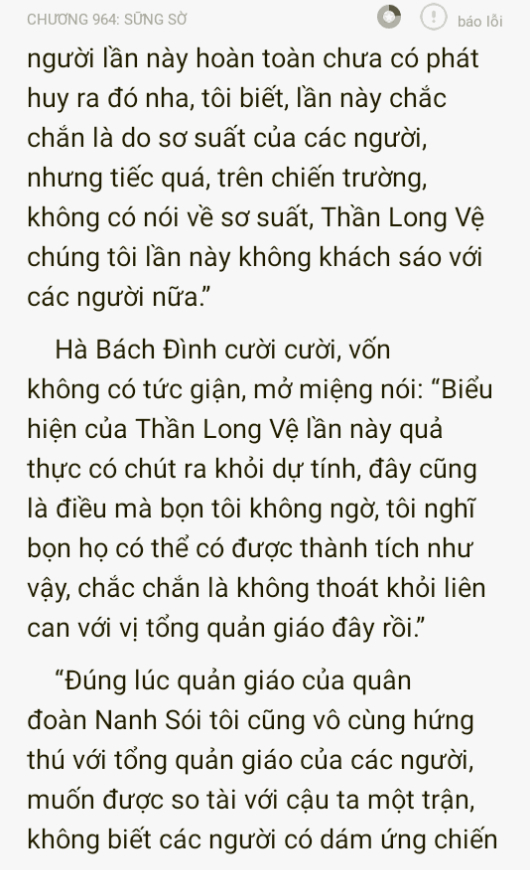 CHƯƠNG 964: SỮNG SỜ
báo lỗi
người lần này hoàn toàn chưa có phát
huy ra đó nha, tôi biết, lần này chắc
chắn là do sơ suất của các người,
nhưng tiếc quá, trên chiến trường,
không có nói về sơ suất, Thần Long Vệ
chúng tôi lần này không khách sáo với
các người nữa.”
Hà Bách Đình cười cười, vốn
không có tức giận, mở miệng nói: “Biểu
hiện của Thần Long Vệ lần này quả
thực có chút ra khỏi dự tính, đây cũng
là điều mà bọn tôi không ngờ, tôi nghĩ
bọn họ có thể có được thành tích như
vậy, chắc chắn là không thoát khỏi liên
can với vị tổng quản giáo đây rồi.”
“Đúng lúc quản giáo của quân
đoàn Nanh Sói tôi cũng vô cùng hứng
thú với tổng quản giáo của các người,
muốn được so tài với cậu ta một trận,
không biết các người có dám ứng chiến